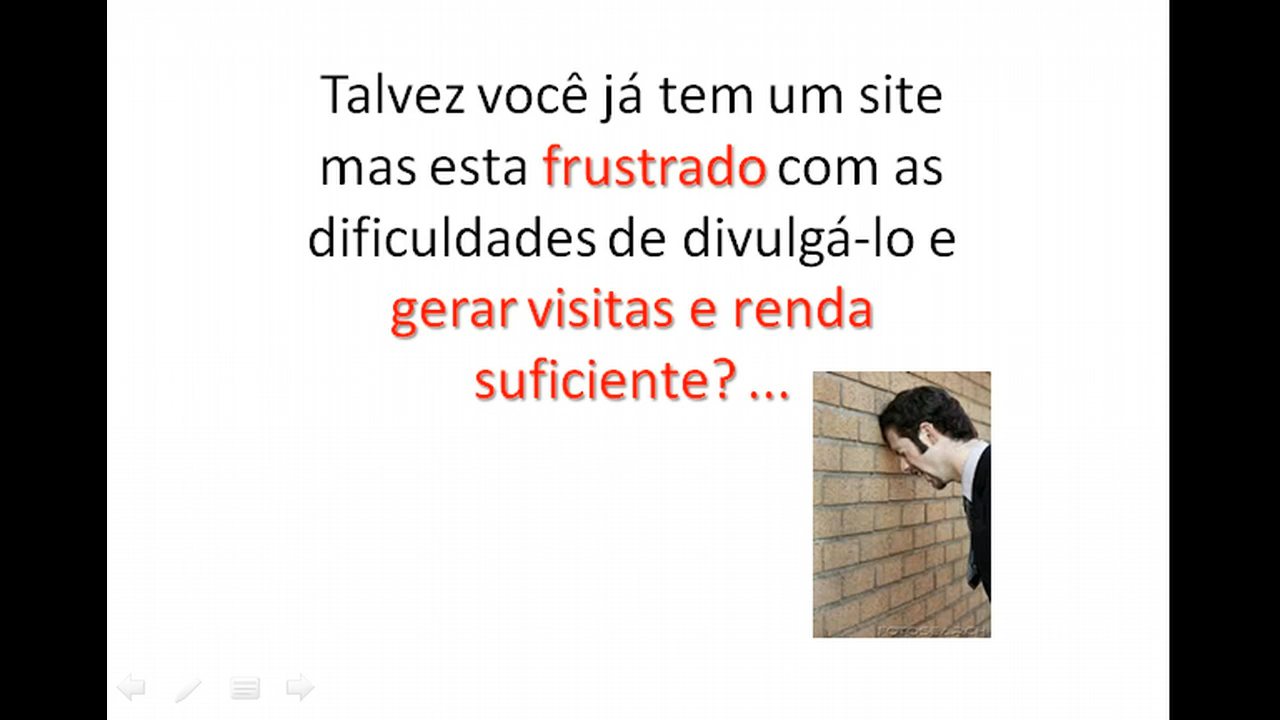 Talvez você já tem um site
mas esta frustrado com as
dificuldades de divulgá-lo e
gerar visitas e renda
suficiente? ...
FOTOSEARCH